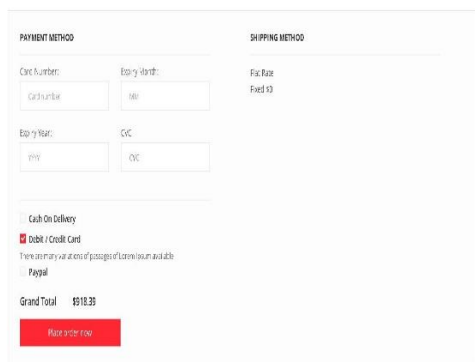 PAYMENT METHOD
SHIPPING METHOD
Card Number:
Expiry Month:
Flat Rate
Fixed $3
Card number
MM
Expiry Year:
CVC
YYYY
CVC
Cash On Delivery
Debit / Credit Card
There are many variations of passages of Lorem Ipsum available
Paypal
Grand Total $918.39
Place order now